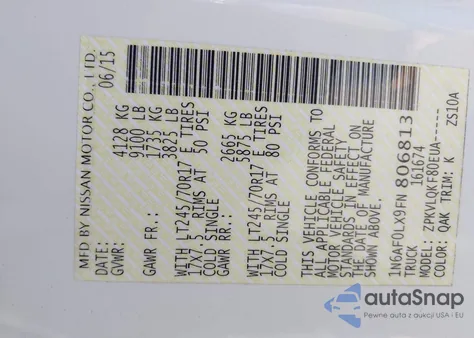 MFD BY NISSAN MOTOR CO., LTD.
DATE: 06/15
GVWR: 4128 KG
9100 LB
GAWR FR.: 1735 KG
3825 LB
WITH LT245/70R17 E TIRES
17X7.5 RIMS AT 50 PSI
COLD SINGLE
GAWR RR.: 2665 KG
5875 LB
WITH LT245/70R17 E TIRES
17X7.5 RIMS AT 80 PSI
COLD SINGLE
THIS VEHICLE CONFORMS TO
ALL APPLICABLE FEDERAL
MOTOR VEHICLE SAFETY
STANDARDS IN EFFECT ON
THE DATE OF MANUFACTURE
SHOWN ABOVE.
1N6AF0LX9FN806813
TRUCK 161674
MODEL: ZPKVLQKF80EUA-----
COLOR: QAK TRIM: K ZS10A
autoSnap
Pewne auta z aukcji USA i EU